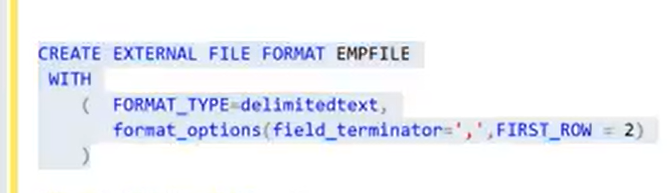 CREATE EXTERNAL FILE FORMAT EMPFILE
WITH
( FORMAT_TYPE=delimitedtext,
format_options(field_terminator=',',FIRST_ROW = 2)
)